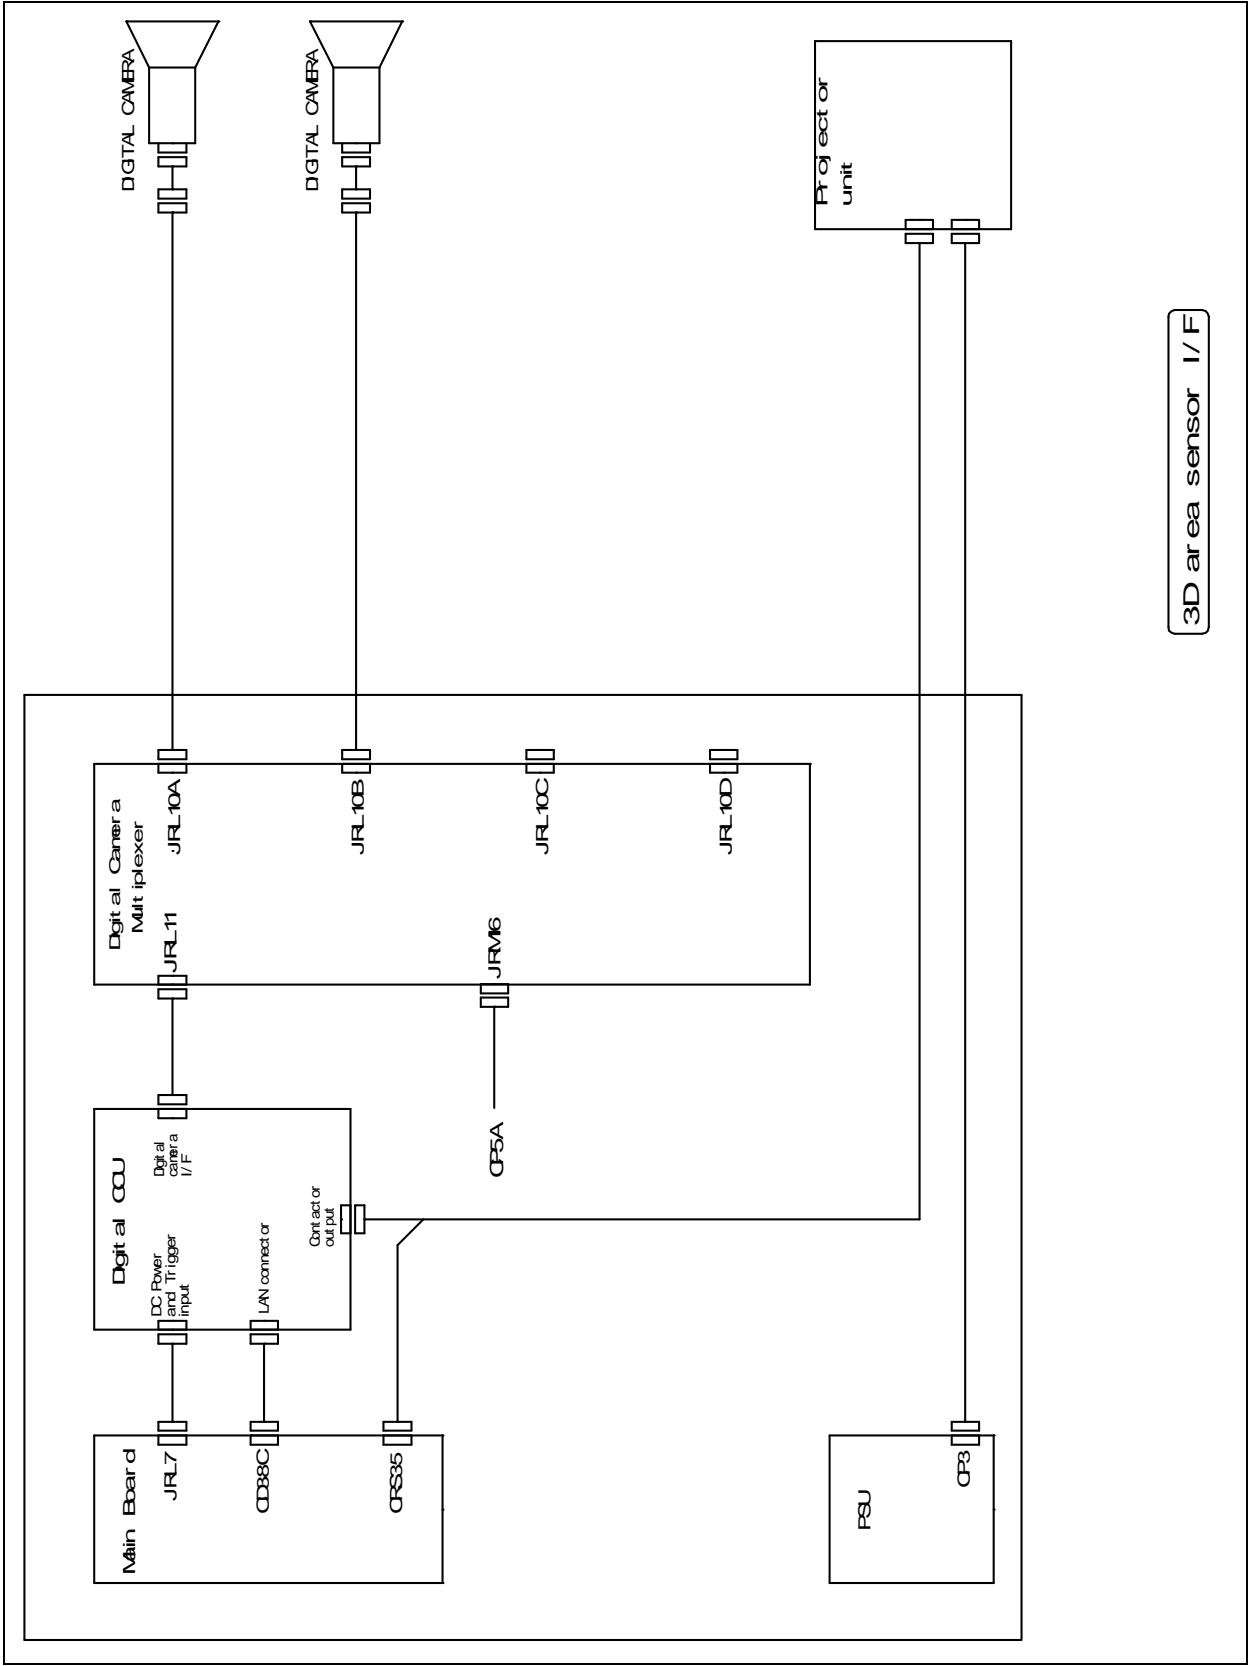 DIGITAL CAMERA
DIGITAL CAMERA
Projector
unit
3D area sensor I/F
Digital Camera
Multiplexer
JRL10A
JRL10B
JRL10C
JRL10D
JRL11
JRM16
CP5A
Digital CCU
Digital
camera
I/F
DC Power
and Trigger
input
LAN connector
Contactor
output
Main Board
JRL7
CD38C
CRS35
PSU
CP3